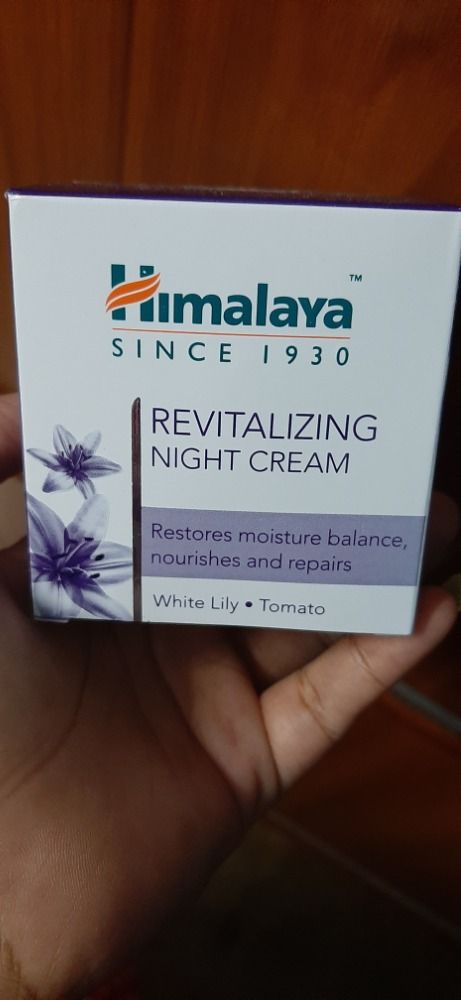 Himalaya™
SINCE 1930
REVITALIZING
NIGHT CREAM
Restores moisture balance,
nourishes and repairs
White Lily • Tomato